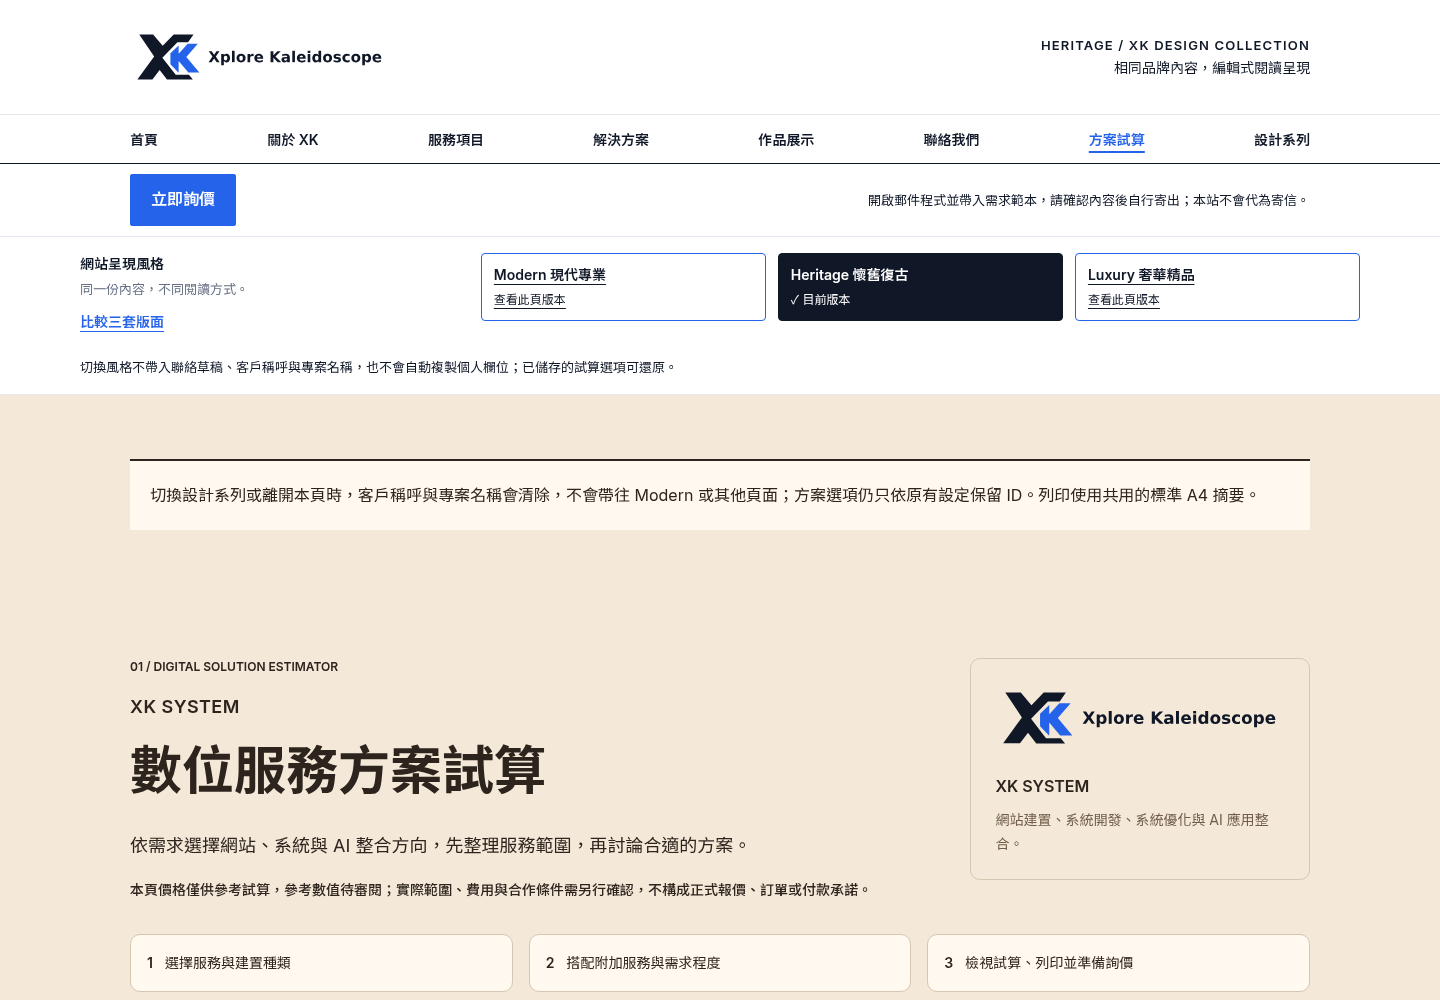 XK Xplore Kaleidoscope
HERITAGE / XK DESIGN COLLECTION
相同品牌內容，編輯式閱讀呈現
首頁
關於 XK
服務項目
解決方案
作品展示
聯絡我們
方案試算
設計系列
立即詢價
開啟郵件程式並帶入需求範本，請確認內容後自行寄出；本站不會代為寄信。
網站呈現風格
同一份內容，不同閱讀方式。
比較三套版面
Modern 現代專業
查看此頁版本
Heritage 懷舊復古
✓ 目前版本
Luxury 奢華精品
查看此頁版本
切換風格不帶入聯絡草稿、客戶稱呼與專案名稱，也不會自動複製個人欄位；已儲存的試算選項可還原。
切換設計系列或離開本頁時，客戶稱呼與專案名稱會清除，不會帶往 Modern 或其他頁面；方案選項仍只依原有設定保留 ID。列印使用共用的標準 A4 摘要。
01 / DIGITAL SOLUTION ESTIMATOR
XK SYSTEM
數位服務方案試算
依需求選擇網站、系統與 AI 整合方向，先整理服務範圍，再討論合適的方案。
本頁價格僅供參考試算，參考數值待審閱；實際範圍、費用與合作條件需另行確認，不構成正式報價、訂單或付款承諾。
XK Xplore Kaleidoscope
XK SYSTEM
網站建置、系統開發、系統優化與 AI 應用整
合。
1 選擇服務與建置種類
2 搭配附加服務與需求程度
3 檢視試算、列印並準備詢價